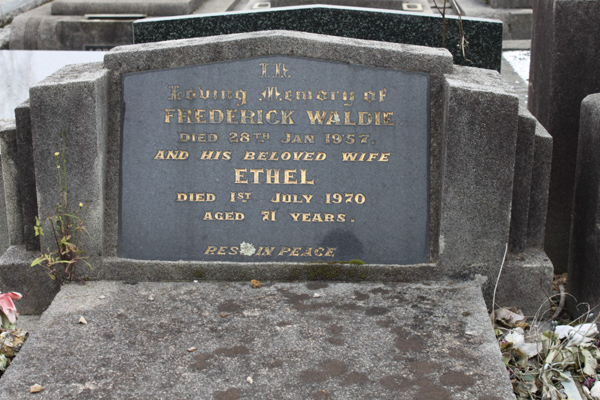 In
Loving Memory of
FREDERICK WALDIE
DIED 28TH JAN 1957.
AND HIS BELOVED WIFE
ETHEL
DIED 1ST JULY 1970
AGED 71 YEARS.
REST IN PEACE